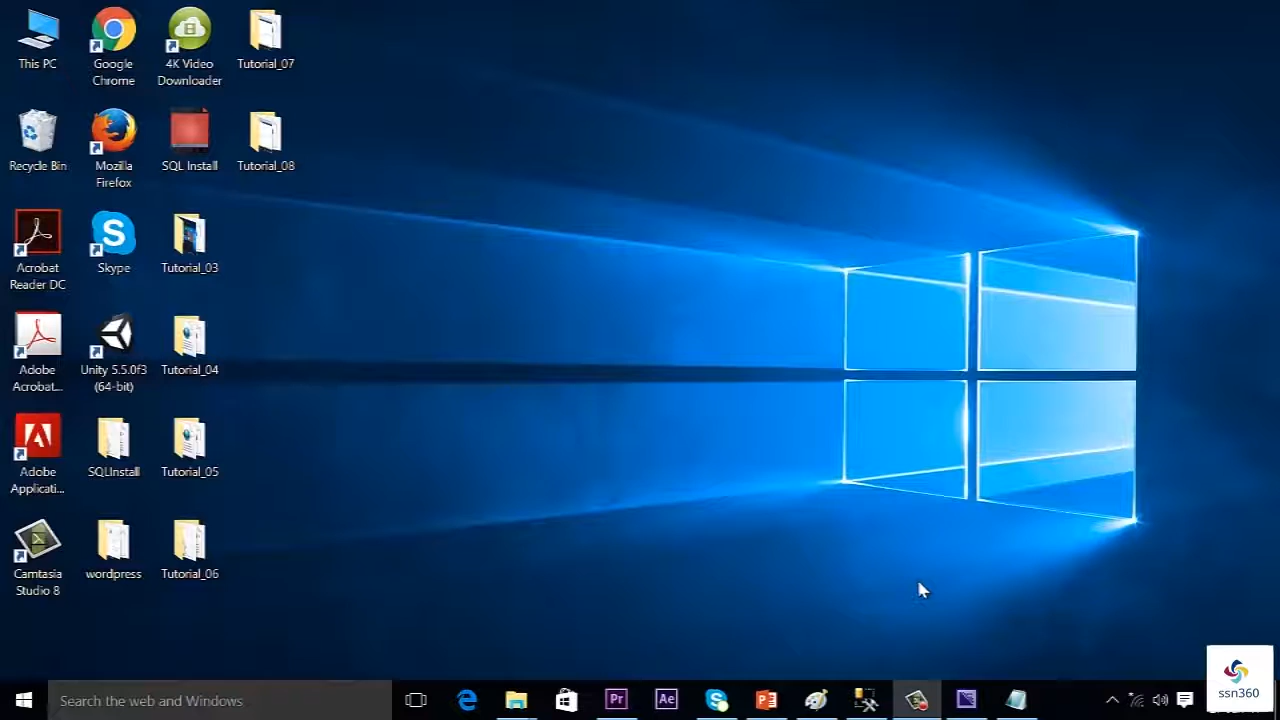 This PC
Google
Chrome
4K Video
Downloader
Tutorial_07
Recycle Bin
Mozilla
Firefox
SQL Install
Tutorial_08
Acrobat
Reader DC
Skype
Tutorial_03
Adobe
Acrobat...
Unity 5.5.0f3
(64-bit)
Tutorial_04
Adobe
Applicati...
SQLInstall
Tutorial_05
Camtasia
Studio 8
wordpress
Tutorial_06
Search the web and Windows
Pr
Ae
ssn360